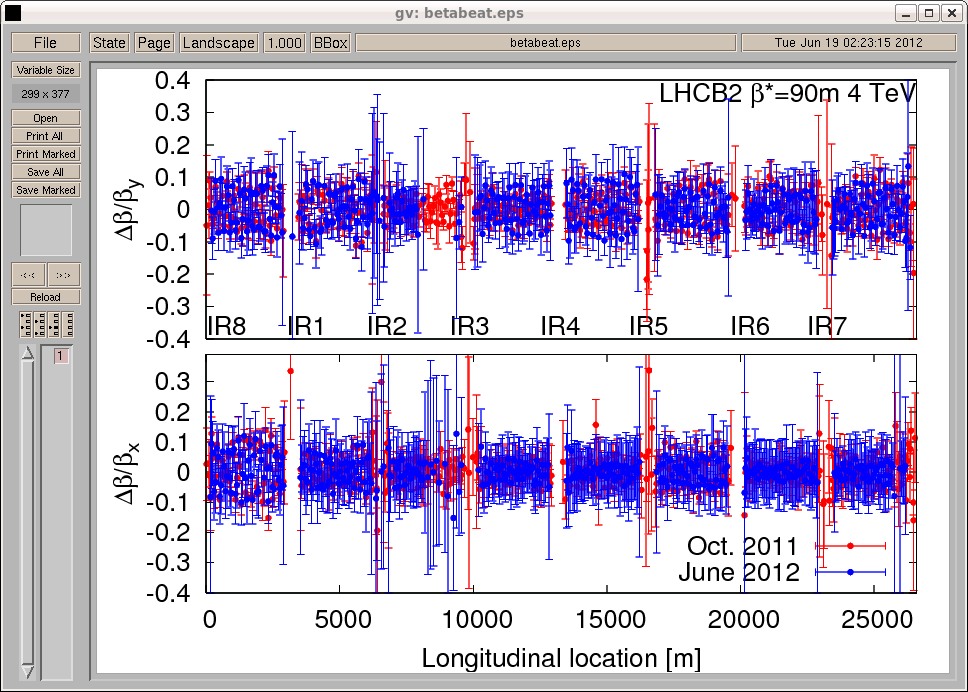 gv: betabeat.eps
File
State Page Landscape 1.000 BBox betabeat.eps Tue Jun 19 02:23:15 2012
Variable Size
299 x 377
Open
Print All
Print Marked
Save All
Save Marked
<< >>
Reload
1
LHCB2 β*=90m 4 TeV
Δβ/βy
0.4
0.3
0.2
0.1
0
-0.1
-0.2
-0.3
-0.4
IR8 IR1 IR2 IR3 IR4 IR5 IR6 IR7
Δβ/βx
0.3
0.2
0.1
0
-0.1
-0.2
-0.3
-0.4
Oct. 2011
June 2012
0 5000 10000 15000 20000 25000
Longitudinal location [m]